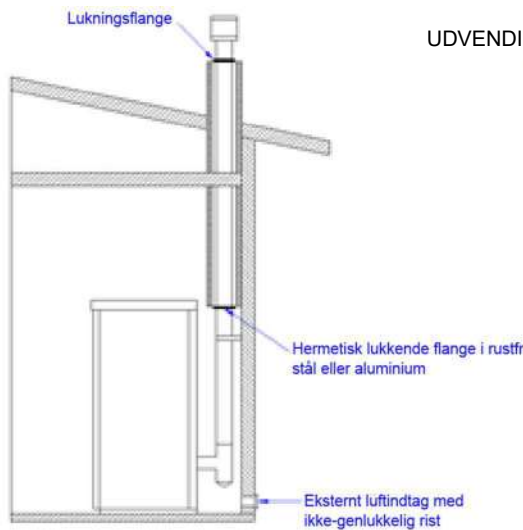 Lukningsflange
UDVENDI
Hermetisk lukkende flange i rustfr
stål eller aluminium
Eksternt luftindtag med
ikke-genlukkelig rist